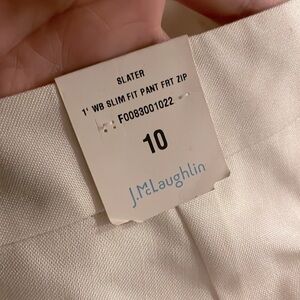 SLATER
1" WB SLIM FIT PANT FRT ZIP
F0083001022
10
J.McLaughlin